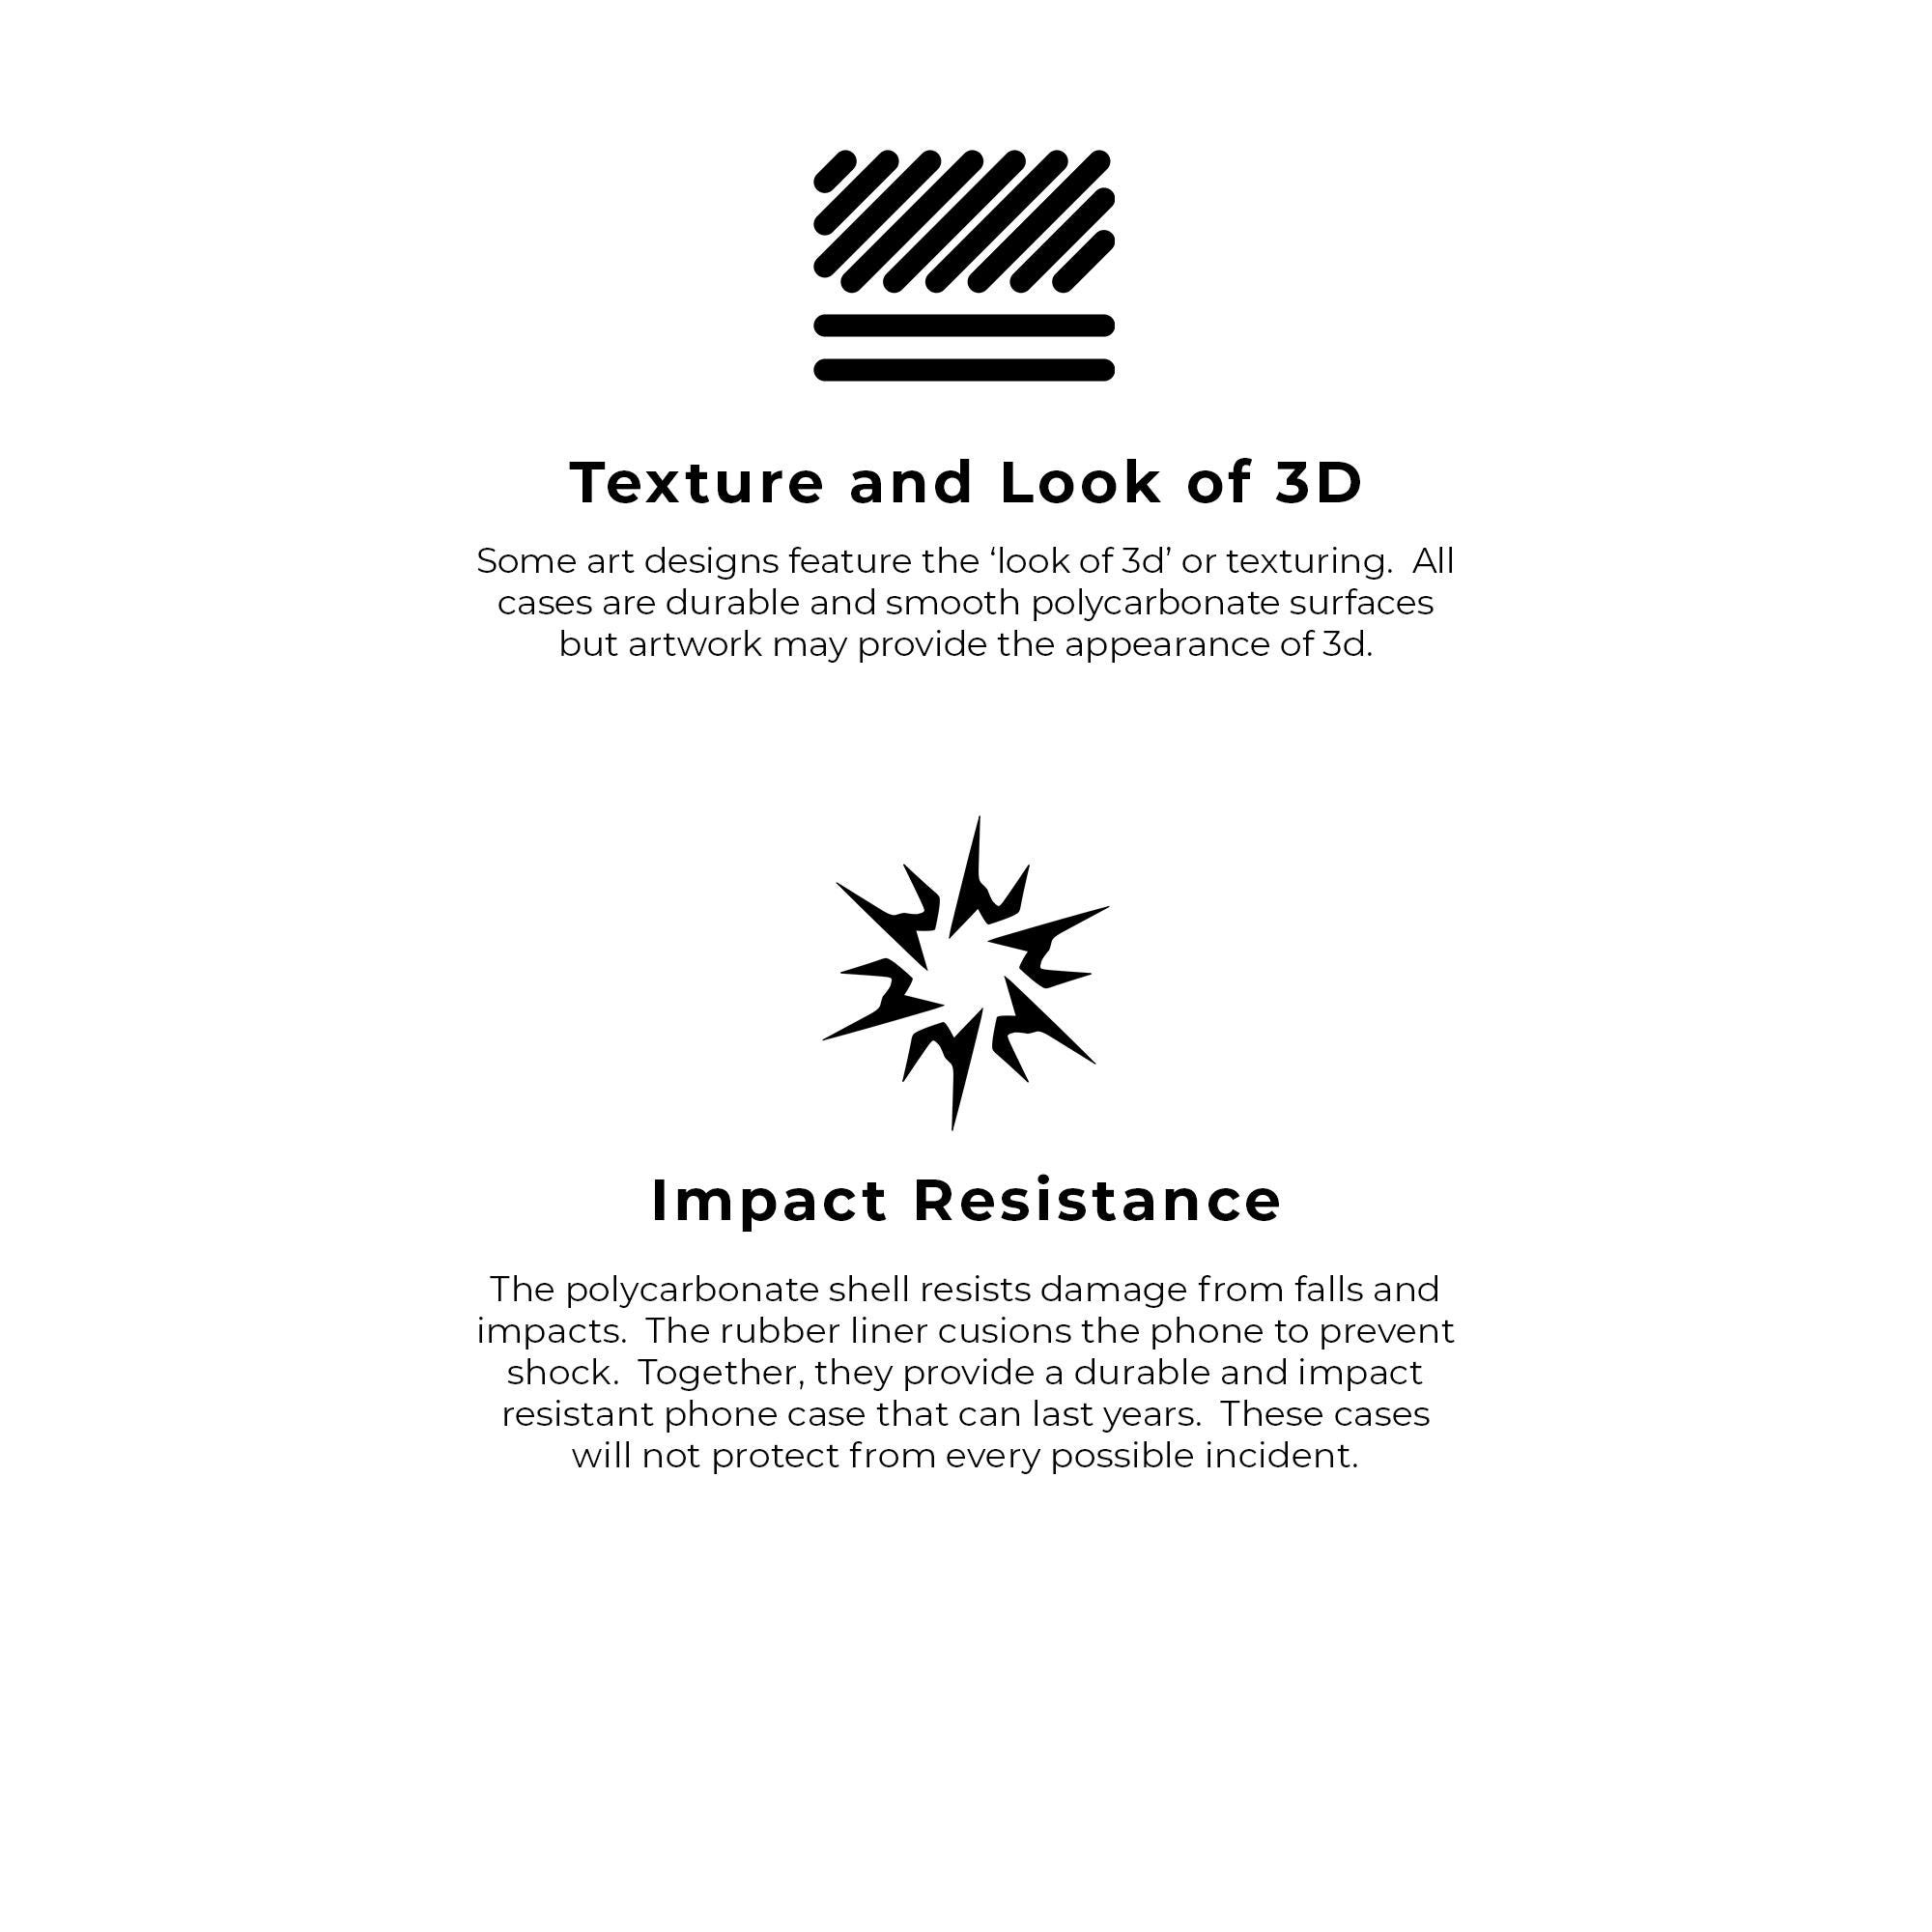 Texture and Look of 3D
Some art designs feature the ‘look of 3d’ or texturing.  All
cases are durable and smooth polycarbonate surfaces
but artwork may provide the appearance of 3d.
Impact Resistance
The polycarbonate shell resists damage from falls and
impacts.  The rubber liner cusions the phone to prevent
shock.  Together, they provide a durable and impact
resistant phone case that can last years.  These cases
will not protect from every possible incident.